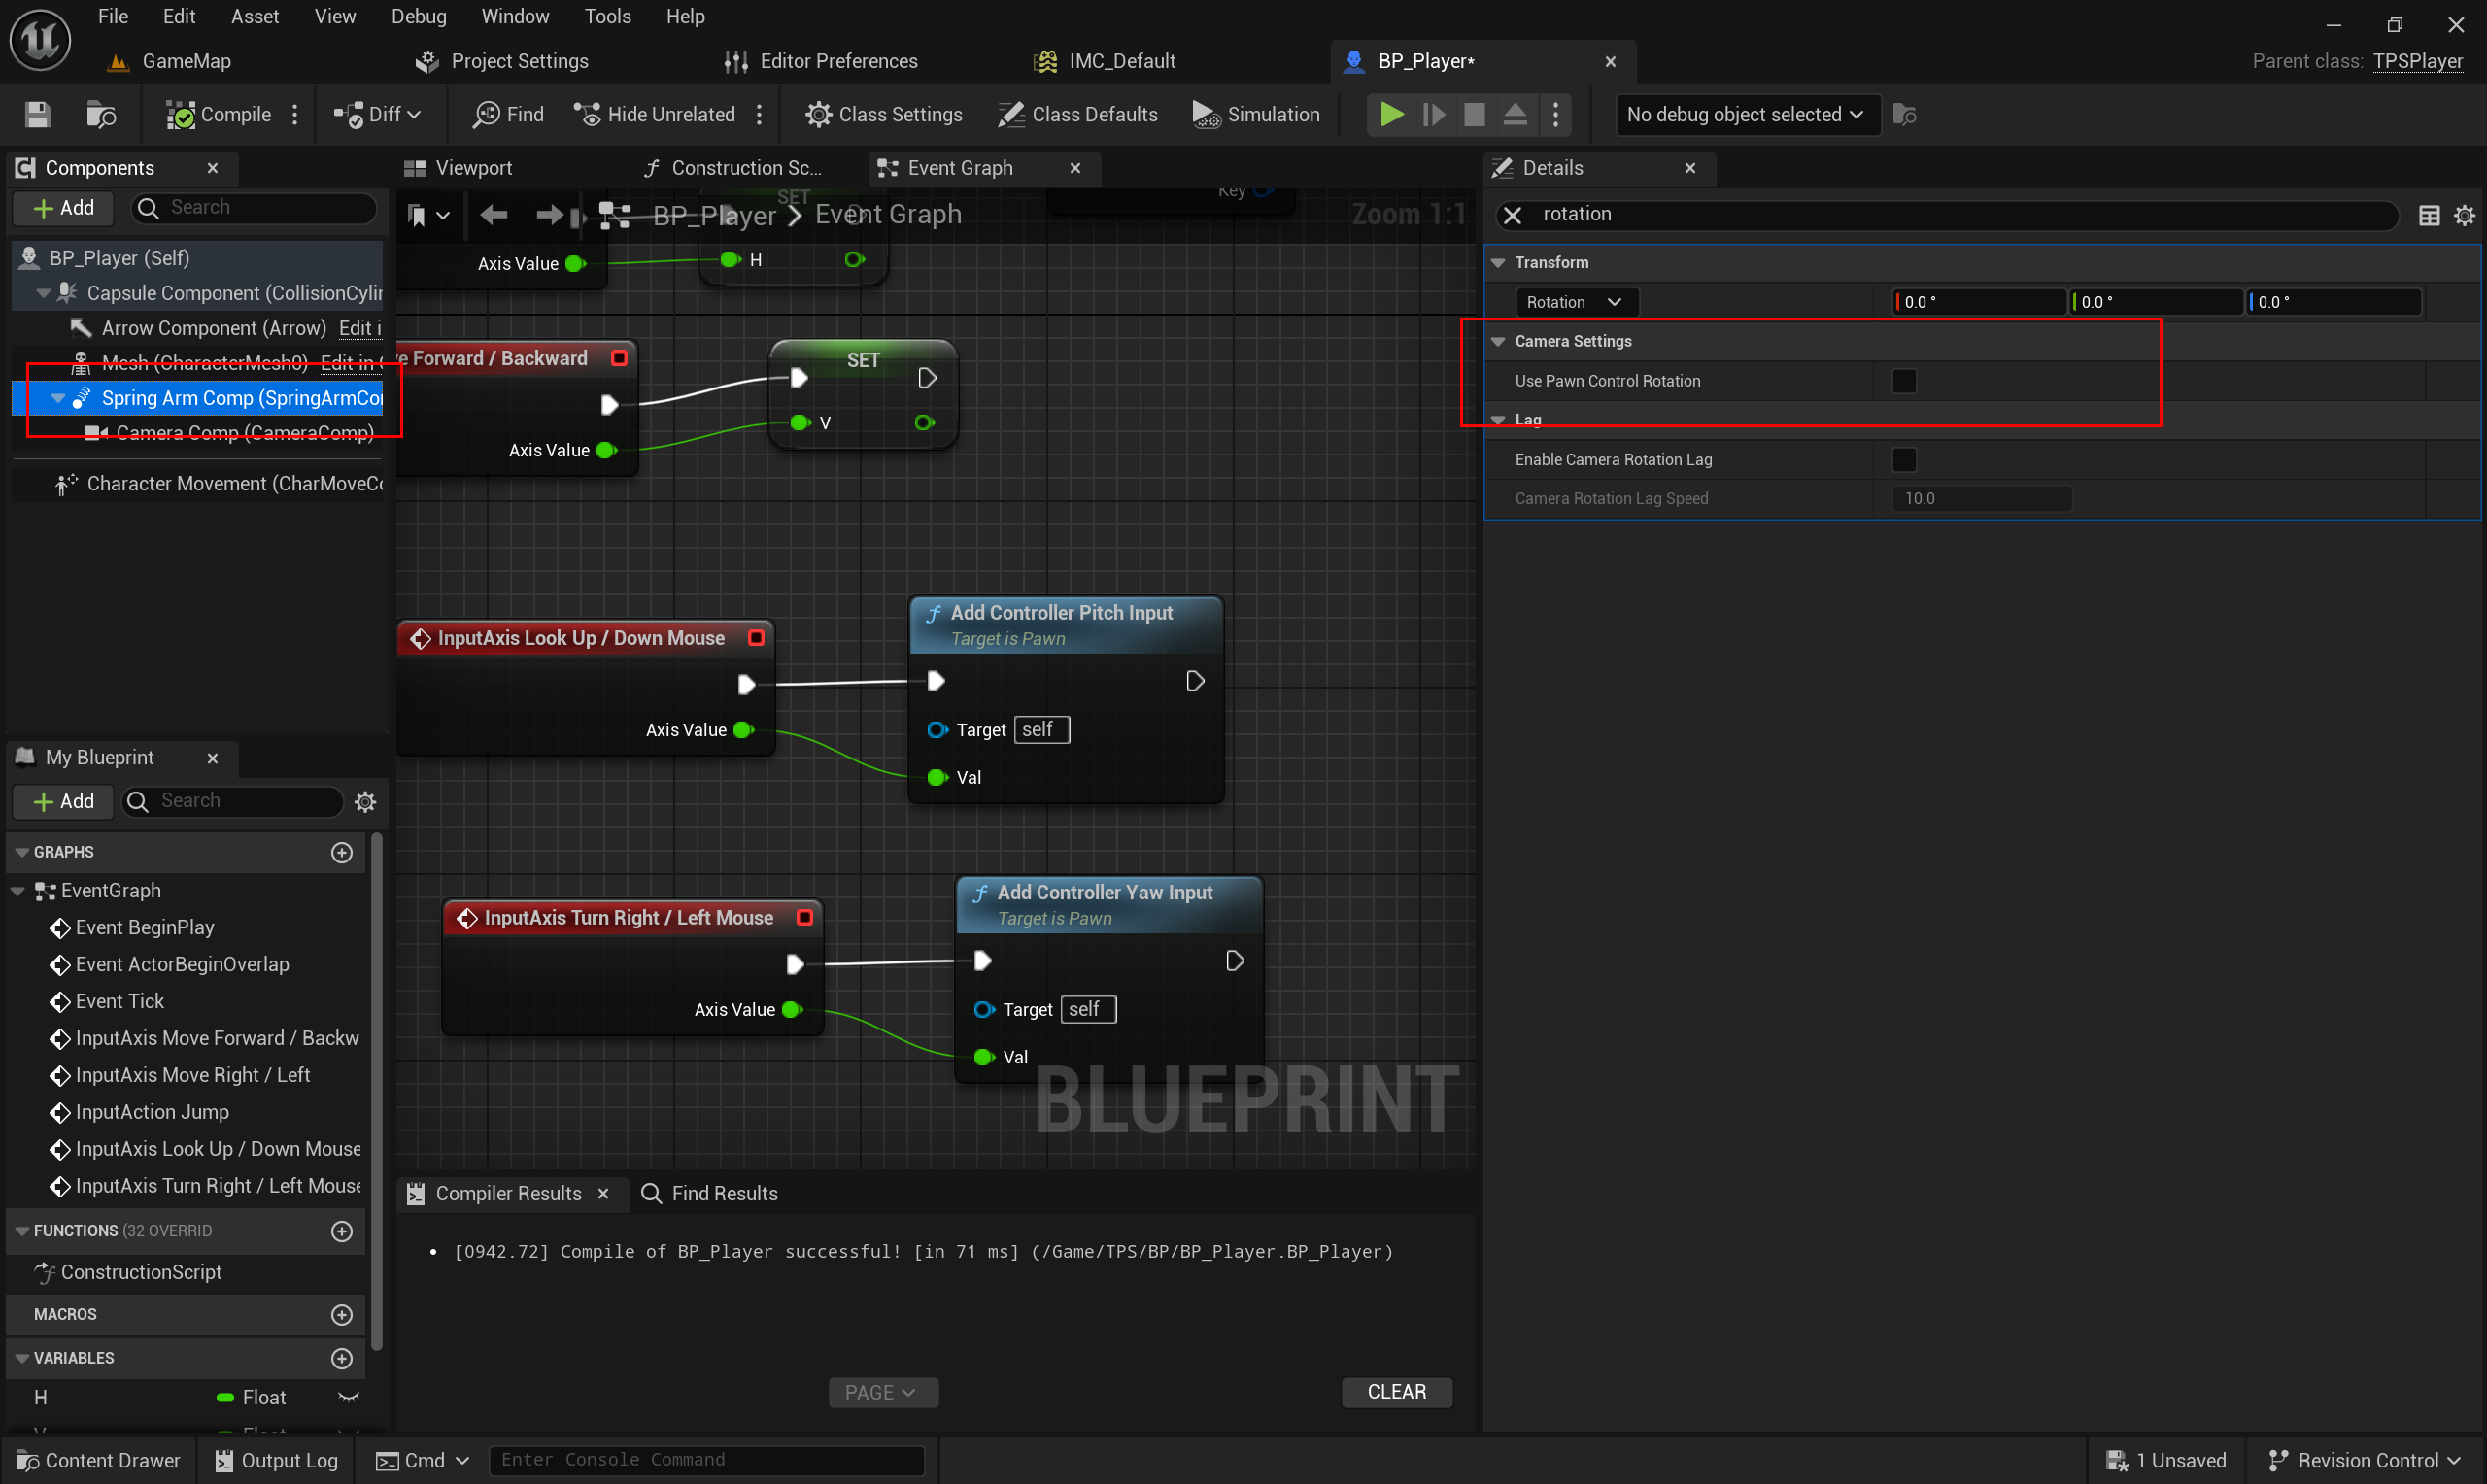 File Edit Asset View Debug Window Tools Help
GameMap Project Settings Editor Preferences IMC_Default BP_Player* Parent class: TPSPlayer
Compile Diff Find Hide Unrelated Class Settings Class Defaults Simulation No debug object selected
Components
Add Search
BP_Player (Self)
Capsule Component (CollisionCylin
Arrow Component (Arrow) Edit i
Mesh (CharacterMesh0) Edit in C
Spring Arm Comp (SpringArmCo
Camera Comp (CameraComp)
Character Movement (CharMoveCo
My Blueprint
Add Search
GRAPHS
EventGraph
Event BeginPlay
Event ActorBeginOverlap
Event Tick
InputAxis Move Forward / Backw
InputAxis Move Right / Left
InputAction Jump
InputAxis Look Up / Down Mouse
InputAxis Turn Right / Left Mouse
FUNCTIONS (32 OVERRID
ConstructionScript
MACROS
VARIABLES
H Float
V Float
Viewport Construction Sc... Event Graph
SET Key
BP_Player > Event Graph Zoom 1:1
Axis Value H
e Forward / Backward SET
Axis Value V
InputAxis Look Up / Down Mouse
Axis Value
Add Controller Pitch Input
Target is Pawn
Target self
Val
InputAxis Turn Right / Left Mouse
Axis Value
Add Controller Yaw Input
Target is Pawn
Target self
Val
BLUEPRINT
Compiler Results Find Results
[0942.72] Compile of BP_Player successful! [in 71 ms] (/Game/TPS/BP/BP_Player.BP_Player)
PAGE CLEAR
Details
rotation
Transform
Rotation 0.0 ° 0.0 ° 0.0 °
Camera Settings
Use Pawn Control Rotation
Lag
Enable Camera Rotation Lag
Camera Rotation Lag Speed 10.0
Content Drawer Output Log Cmd Enter Console Command 1 Unsaved Revision Control